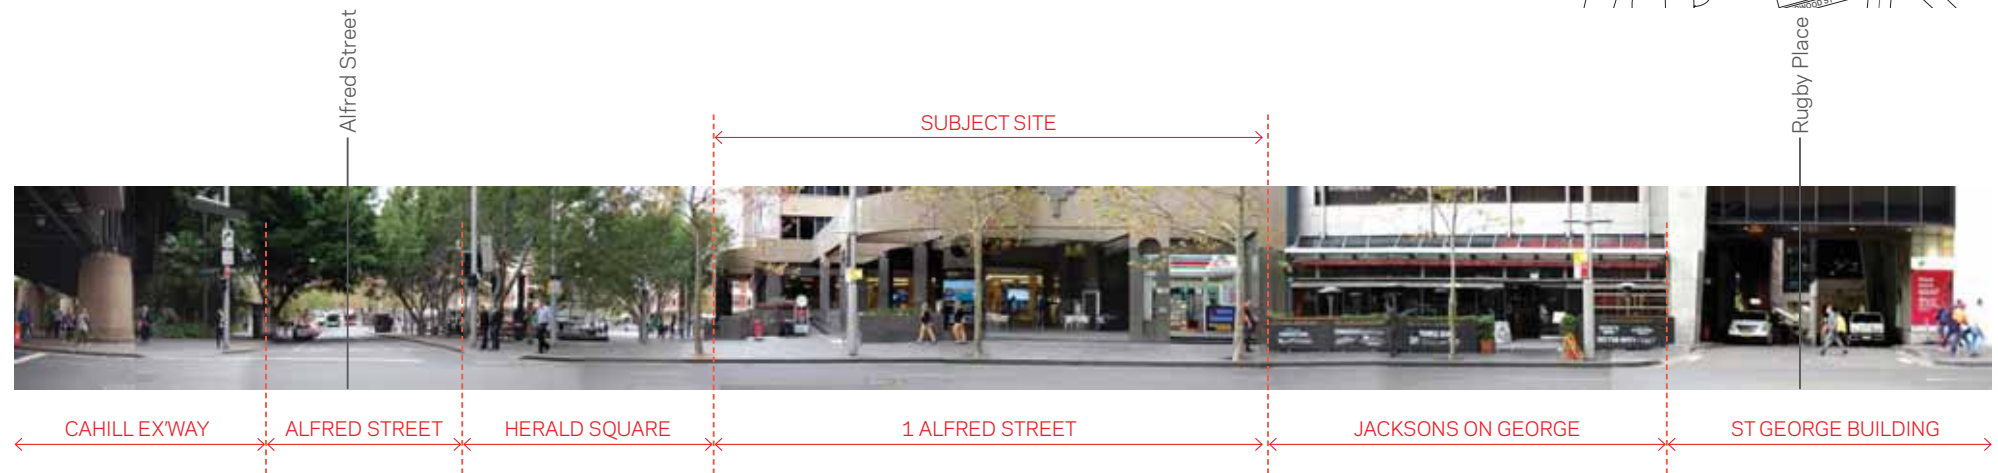 Alfred Street
Rugby Place
SUBJECT SITE
CAHILL EX'WAY
ALFRED STREET
HERALD SQUARE
1 ALFRED STREET
JACKSONS ON GEORGE
ST GEORGE BUILDING